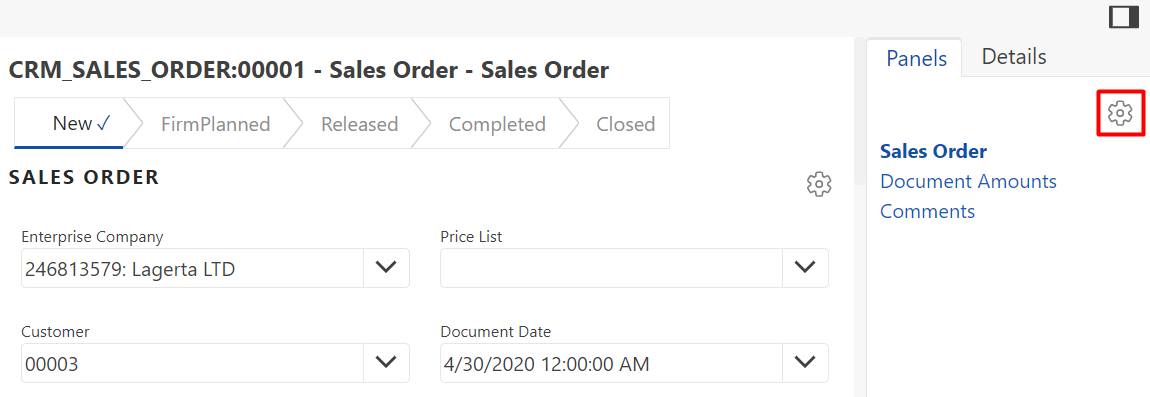 CRM_SALES_ORDER:00001 - Sales Order - Sales Order
New ✓ FirmPlanned Released Completed Closed
SALES ORDER
Enterprise Company
246813579: Lagerta LTD
Price List
Customer
00003
Document Date
4/30/2020 12:00:00 AM
Panels Details
Sales Order
Document Amounts
Comments